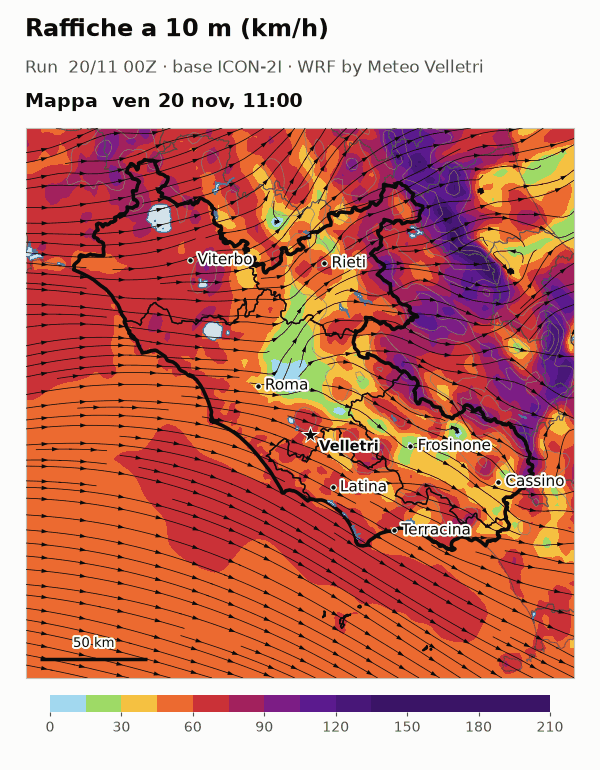 Raffiche a 10 m (km/h)
Run 20/11 00Z · base ICON-2I · WRF by Meteo Velletri
Mappa ven 20 nov, 11:00
Viterbo
Rieti
Roma
Velletri
Frosinone
Cassino
Latina
Terracina
50 km
0 30 60 90 120 150 180 210